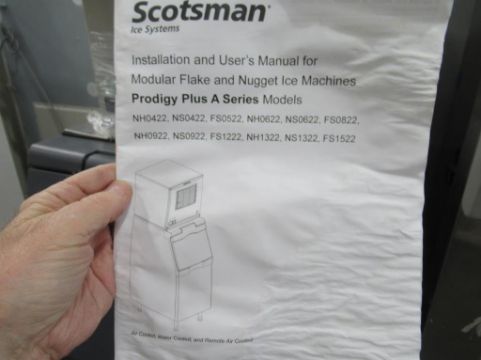 Scotsman
Ice Systems
Installation and User's Manual for
Modular Flake and Nugget Ice Machines
Prodigy Plus A Series Models
NH0422, NS0422, FS0522, NH0622, NS0622, FS0822,
NH0922, NS0922, FS1222, NH1322, NS1322, FS1522
Air Cooled, Water Cooled, and Remote Air Cooled